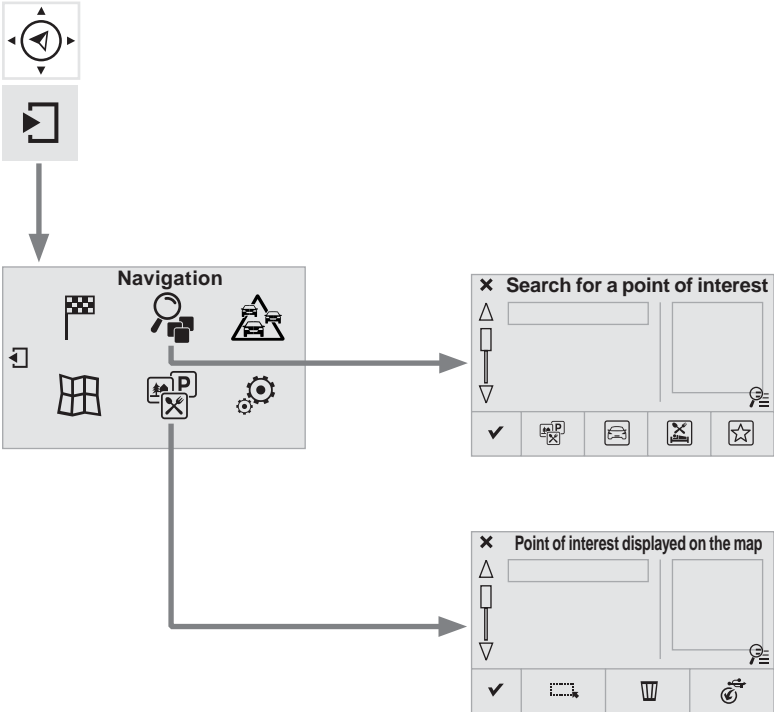 Navigation
Search for a point of interest
P
P
Point of interest displayed on the map